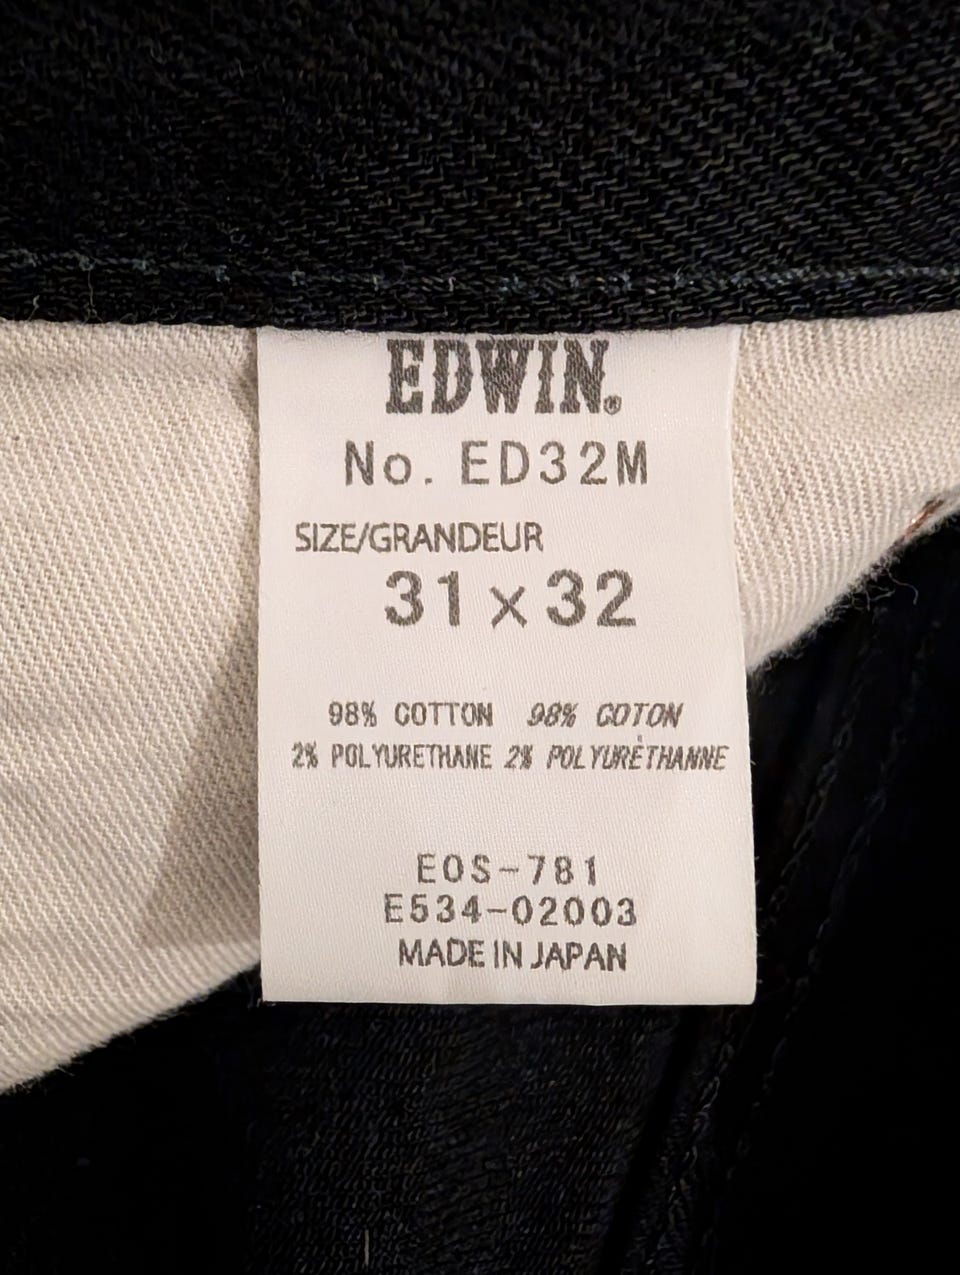 EDWIN®
No. ED32M
SIZE/GRANDEUR
31×32
98% COTTON 98% COTON
2% POLYURETHANE 2% POLYURÉTHANNE
EOS-781
E534-02003
MADE IN JAPAN